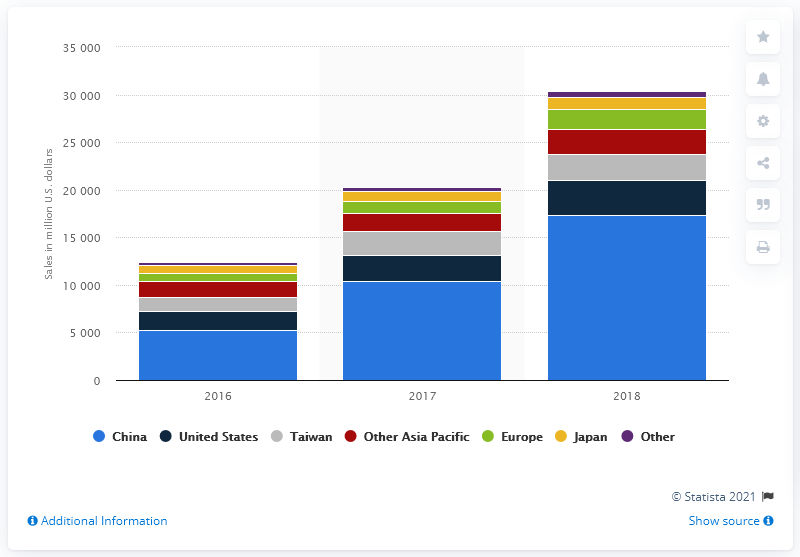 35 000
30 000
25 000
20 000
15 000
10 000
5 000
0
Sales in million U.S. dollars
2016 2017 2018
China United States Taiwan Other Asia Pacific Europe Japan Other
© Statista 2021
Additional Information Show source